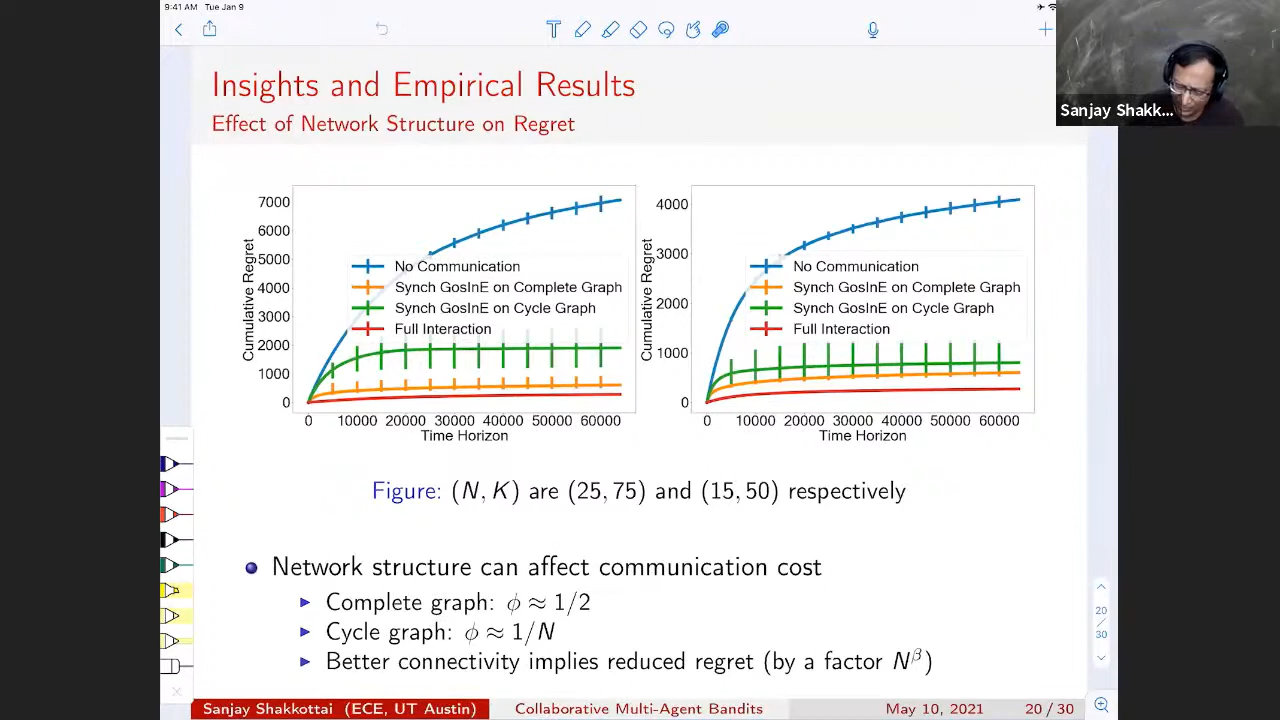 9:41 AM Tue Jan 9
Sanjay Shakk...
Insights and Empirical Results
Effect of Network Structure on Regret
Cumulative Regret
7000
6000
5000
4000
3000
2000
1000
0
No Communication
Synch GosInE on Complete Graph
Synch GosInE on Cycle Graph
Full Interaction
0 10000 20000 30000 40000 50000 60000
Time Horizon
Cumulative Regret
4000
3000
2000
1000
0
No Communication
Synch GosInE on Complete Graph
Synch GosInE on Cycle Graph
Full Interaction
0 10000 20000 30000 40000 50000 60000
Time Horizon
Figure: (N, K) are (25, 75) and (15, 50) respectively
Network structure can affect communication cost
Complete graph: ϕ ≈ 1/2
Cycle graph: ϕ ≈ 1/N
Better connectivity implies reduced regret (by a factor N^β)
20
/
30
Sanjay Shakkottai (ECE, UT Austin) Collaborative Multi-Agent Bandits May 10, 2021 20 / 30